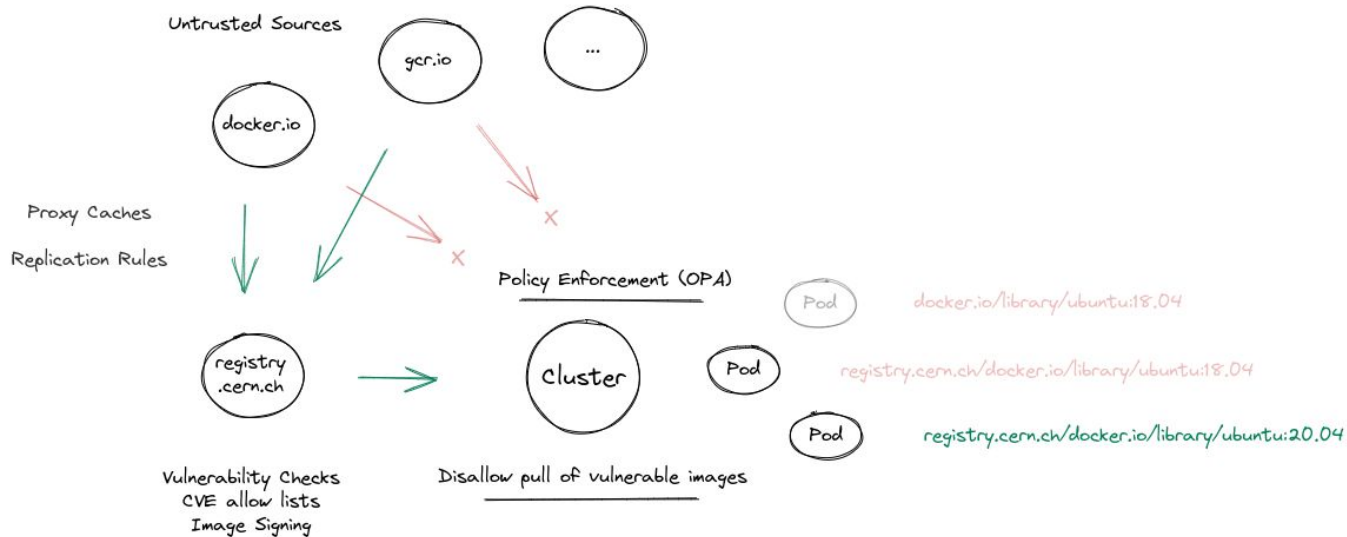 Untrusted Sources
gcr.io
...
docker.io
Proxy Caches
Replication Rules
x
x
Policy Enforcement (OPA)
Pod
docker.io/library/ubuntu:18.04
registry
.cern.ch
Cluster
Pod
registry.cern.ch/docker.io/library/ubuntu:18.04
Pod
registry.cern.ch/docker.io/library/ubuntu:20.04
Vulnerability Checks
CVE allow lists
Image Signing
Disallow pull of vulnerable images